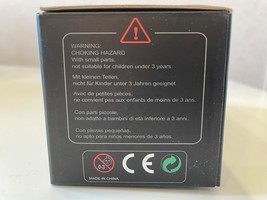 WARNING:
CHOKING HAZARD
With small parts,
not suitable for children under 3 years.
Mit kleinen Teilen,
nicht für Kinder unter 3 Jahren geeignet
Avec de petites pièces,
ne convient pas aux enfants de moins de 3 ano.
Con parti piccole,
non adatto a bambini di età inferiore a 3 anni
Con piezas pequeñas,
no apto para niños menores de 3 años.
0-3
CE
MADE IN CHINA